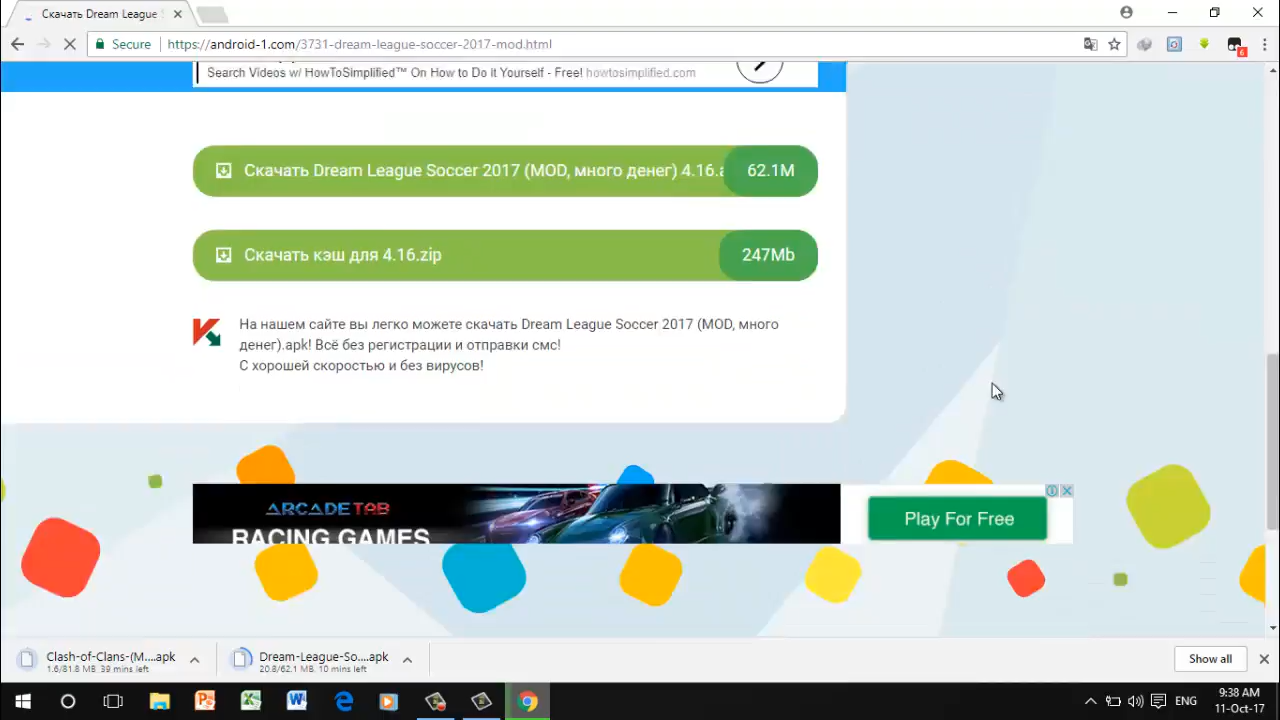 Скачать Dream League
Secure https://android-1.com/3731-dream-league-soccer-2017-mod.html
6
Search Videos w/ HowToSimplified™ On How to Do it Yourself - Free! howtosimplified.com
Скачать Dream League Soccer 2017 (MOD, много денег) 4.16.a 62.1M
Скачать кэш для 4.16.zip 247Mb
На нашем сайте вы легко можете скачать Dream League Soccer 2017 (MOD, много
денег).apk! Всё без регистрации и отправки смс!
С хорошей скоростью и без вирусов!
ARCADETAB
RACING GAMES
Play For Free
Clash-of-Clans-(M....apk
1.6/81.8 MB, 39 mins left
Dream-League-So....apk
20.8/62.1 MB, 10 mins left
Show all
ENG
9:38 AM
11-Oct-17